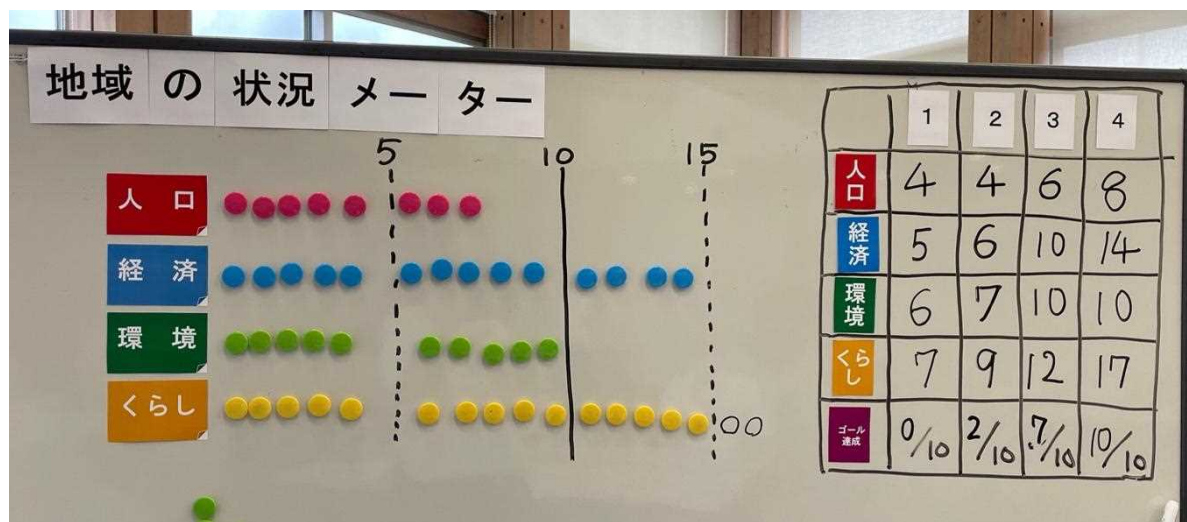 地域の状況メーター
5 10 15
人口
経済
環境
くらし
1 2 3 4
人口 4 4 6 8
経済 5 6 10 14
環境 6 7 10 10
くらし 7 9 12 17
ゴール達成 0/10 2/10 7/10 10/10